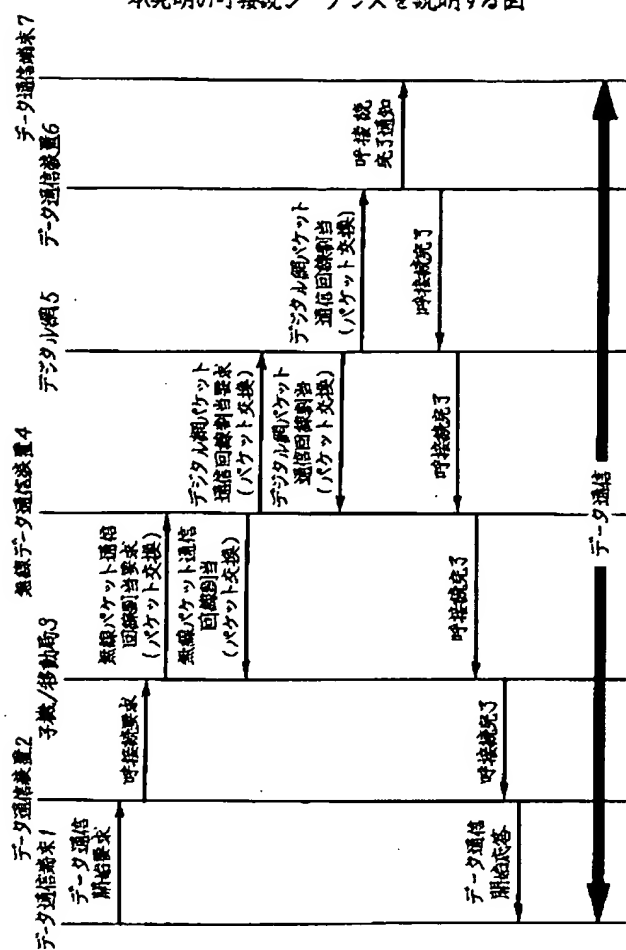 本発明の呼接続シーケンスを説明する図
データ通信端末1
データ通信装置2
子機/移動局3
無線データ通信装置4
デジタル網5
データ通信装置6
データ通信端末7
データ通信
開始要求
呼接続要求
無線パケット通信
回線割当要求
(パケット交換)
無線パケット通信
回線割当
(パケット交換)
デジタル網パケット
通信回線割当要求
(パケット交換)
デジタル網パケット
通信回線割当
(パケット交換)
デジタル網パケット
通信回線割当
(パケット交換)
呼接続
完了通知
呼接続完了
呼接続完了
呼接続完了
呼接続完了
データ通信
開始応答
データ通信